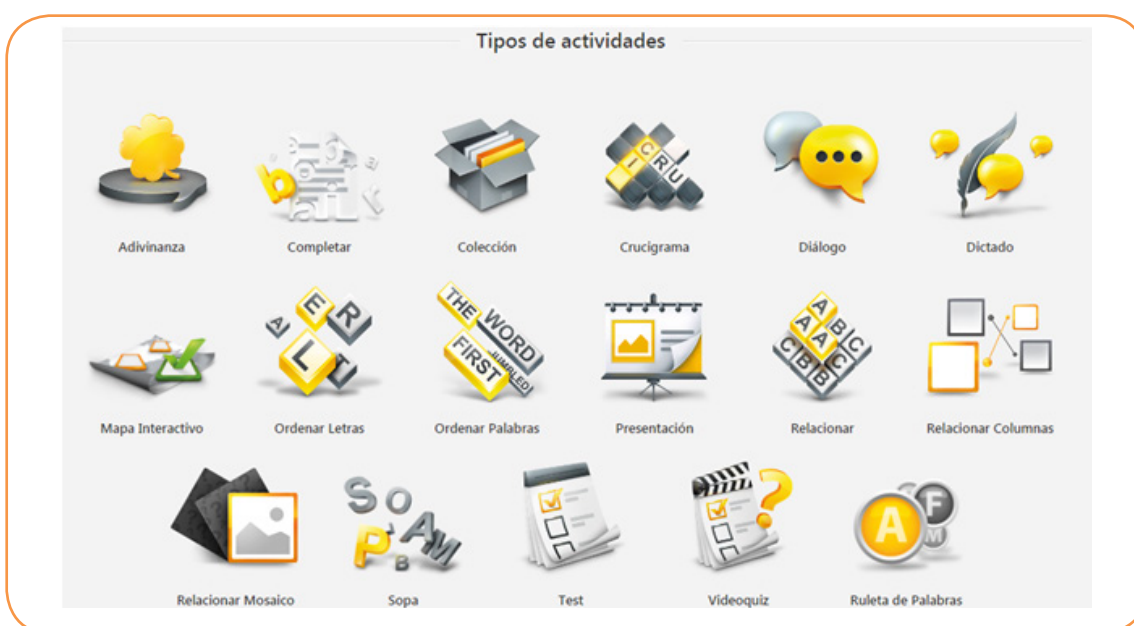 Tipos de actividades
Adivinanza Completar Colección Crucigrama Diálogo Dictado
Mapa Interactivo Ordenar Letras Ordenar Palabras Presentación Relacionar Relacionar Columnas
Relacionar Mosaico Sopa Test Videoquiz Ruleta de Palabras